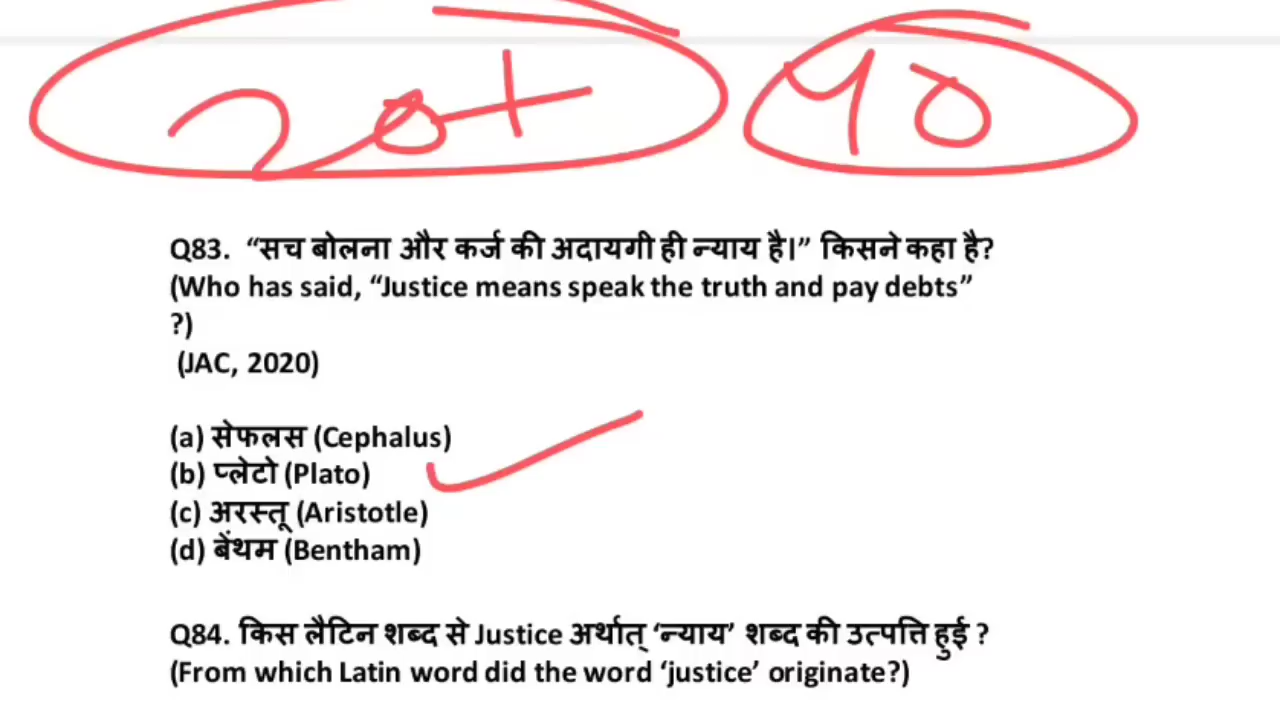 20+ 40
Q83. “सच बोलना और कर्ज की अदायगी ही न्याय है।” किसने कहा है?
(Who has said, “Justice means speak the truth and pay debts”
?)
(JAC, 2020)
(a) सेफलस (Cephalus)
(b) प्लेटो (Plato)
(c) अरस्तू (Aristotle)
(d) बेंथम (Bentham)
Q84. किस लैटिन शब्द से Justice अर्थात् ‘न्याय’ शब्द की उत्पत्ति हुई ?
(From which Latin word did the word ‘justice’ originate?)